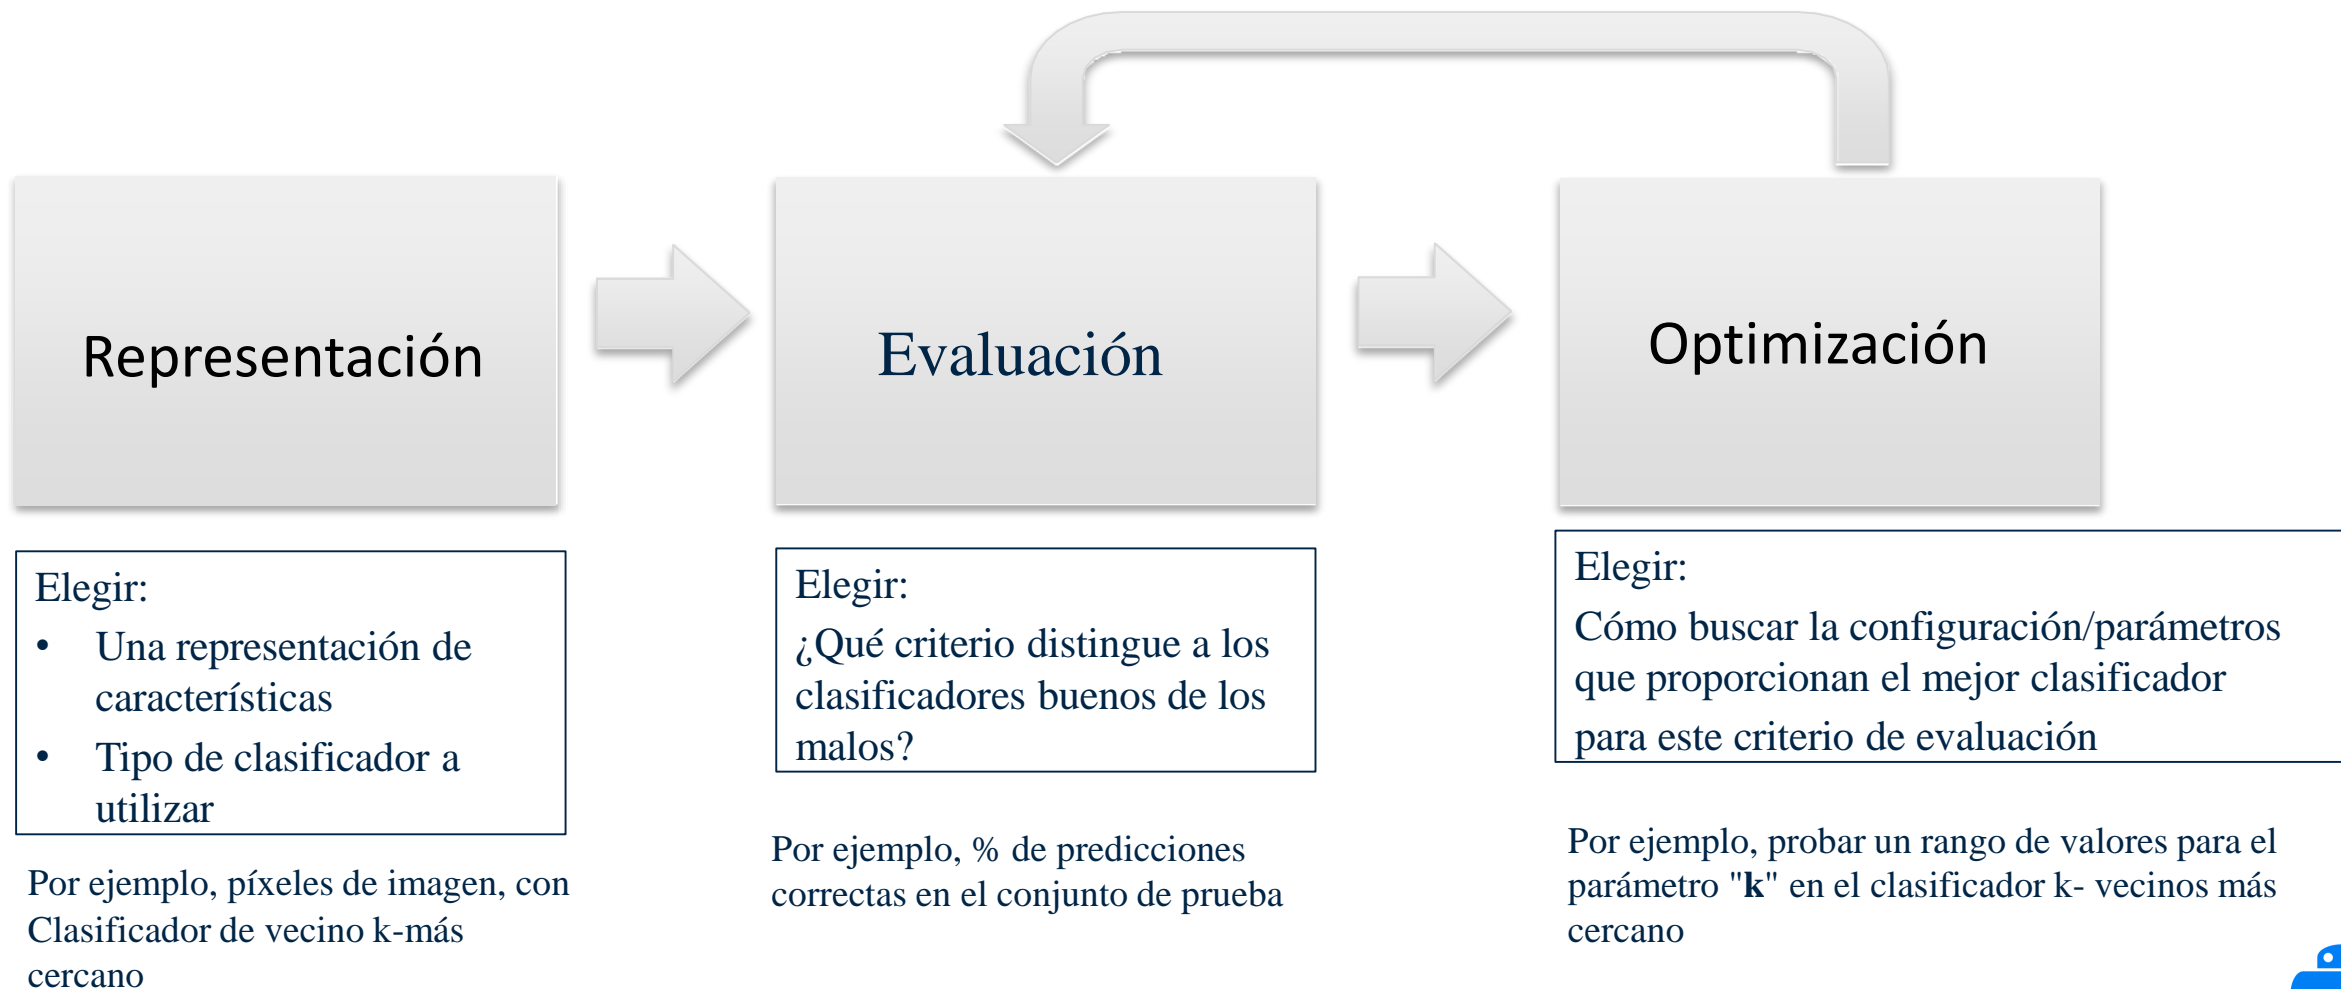 Representación
Evaluación
Optimización
Elegir:
• Una representación de
características
• Tipo de clasificador a
utilizar
Por ejemplo, píxeles de imagen, con
Clasificador de vecino k-más
cercano
Elegir:
¿Qué criterio distingue a los
clasificadores buenos de los
malos?
Por ejemplo, % de predicciones
correctas en el conjunto de prueba
Elegir:
Cómo buscar la configuración/parámetros
que proporcionan el mejor clasificador
para este criterio de evaluación
Por ejemplo, probar un rango de valores para el
parámetro "k" en el clasificador k- vecinos más
cercano